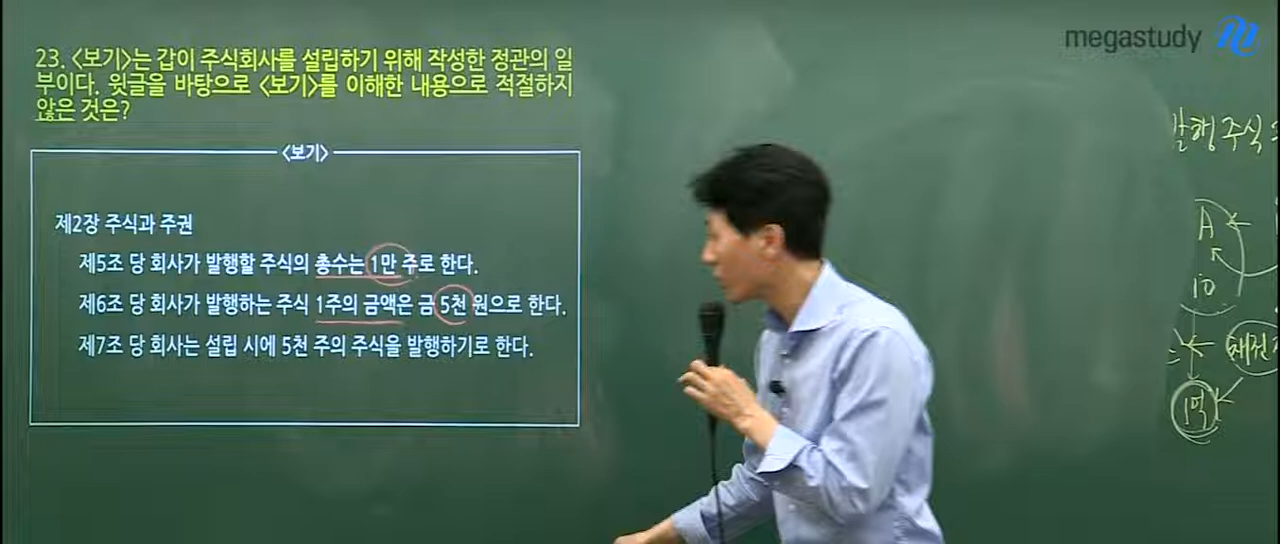 megastudy
23. <보기>는 갑이 주식회사를 설립하기 위해 작성한 정관의 일
부이다. 윗글을 바탕으로 <보기>를 이해한 내용으로 적절하지
않은 것은?
<보기>
제2장 주식과 주권
제5조 당 회사가 발행할 주식의 총수는 1만 주로 한다.
제6조 당 회사가 발행하는 주식 1주의 금액은 금 5천 원으로 한다.
제7조 당 회사는 설립 시에 5천 주의 주식을 발행하기로 한다.
발행주식
A
10
1억